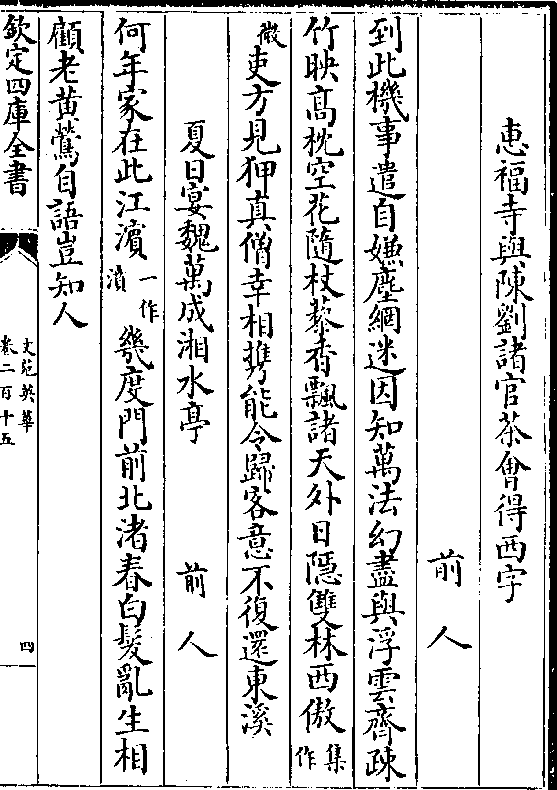 惠福寺與陳劉諸官茶會得西字
前人
到此機事遣自嫌塵網迷因知萬法幻盡與浮雲齊疎
竹映高枕空花隨杖藜香飄諸天外日隱雙林西傲集作
徼吏方見狎真僧幸相携能令歸客意不復還東溪
夏日宴魏萬成湘水亭　前人
何年家在此江濵一作濆幾度門前北渚春白髪亂生相
顧老黄鶯自語豈知人
欽定四庫全書
文苑英華
卷二百十五
四